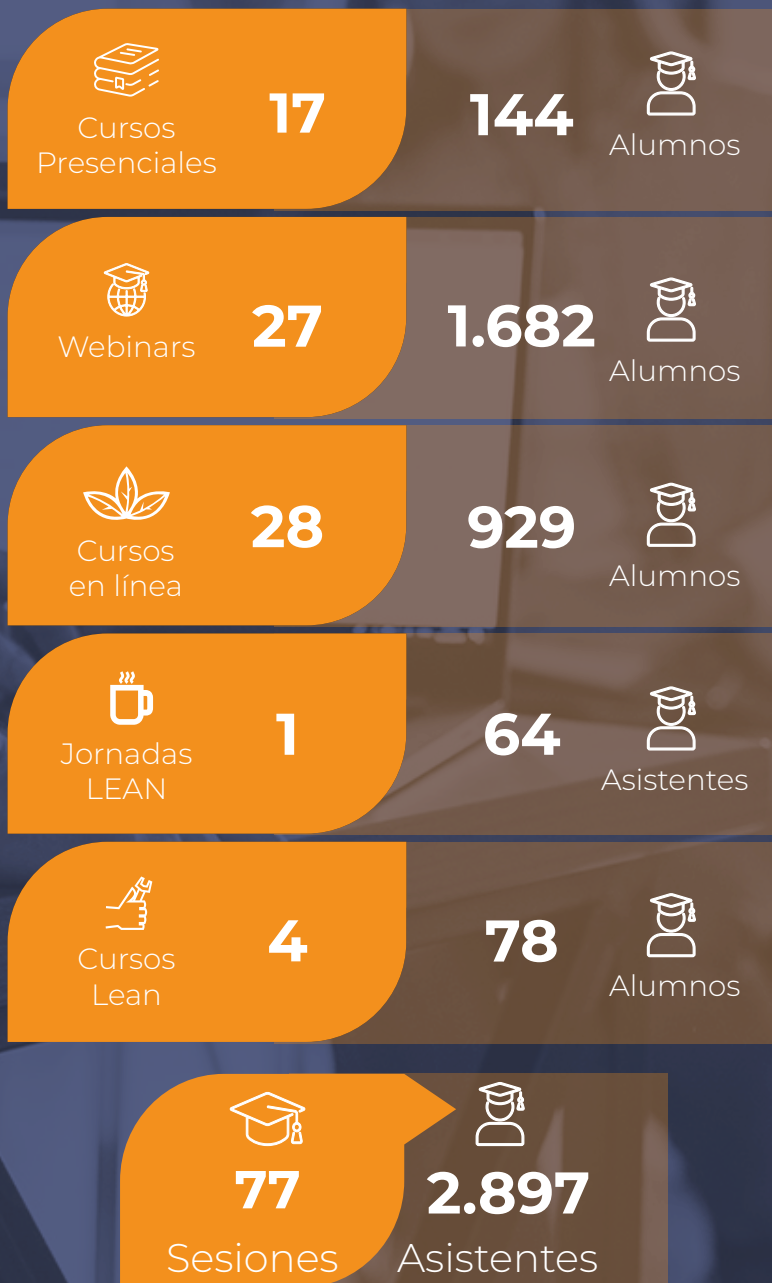 Cursos
Presenciales
17
144
Alumnos
Webinars
27
1.682
Alumnos
Cursos
en línea
28
929
Alumnos
Jornadas
LEAN
1
64
Asistentes
Cursos
Lean
4
78
Alumnos
77
Sesiones
2.897
Asistentes